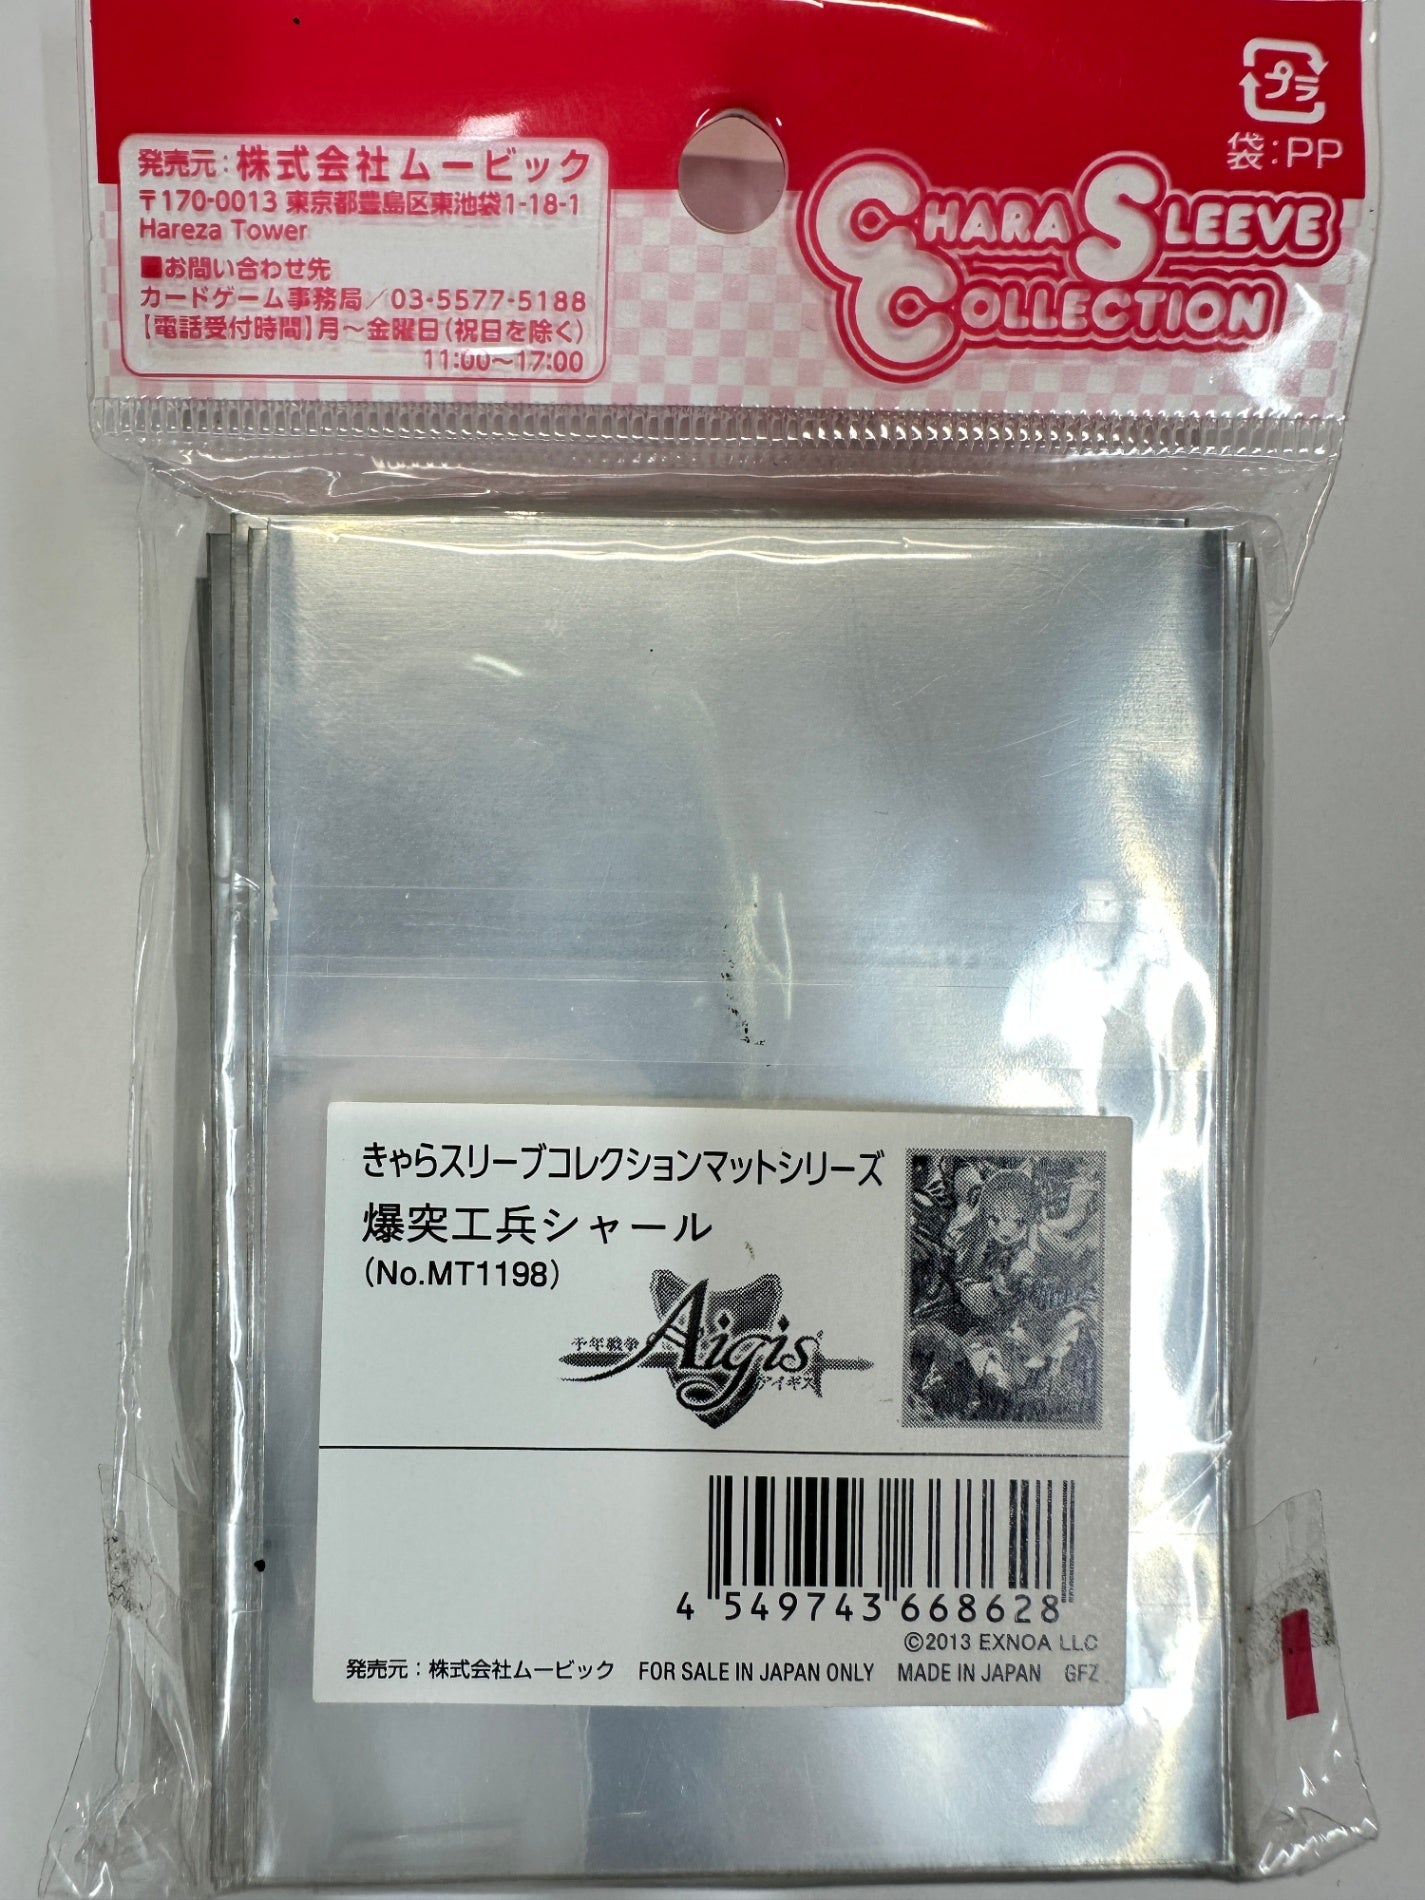 プラ
袋:PP
発売元:株式会社ムービック
〒170-0013 東京都豊島区東池袋1-18-1
Hareza Tower
■お問い合わせ先
カードゲーム事務局/03-5577-5188
【電話受付時間】月～金曜日(祝日を除く)
11:00～17:00
CHARA SLEEVE
COLLECTION
きゃらスリーブコレクションマットシリーズ
爆突工兵シャール
(No.MT1198)
千年戦争
Aigis
アイギス
4 549743 668628
©2013 EXNOA LLC
発売元:株式会社ムービック FOR SALE IN JAPAN ONLY MADE IN JAPAN GFZ